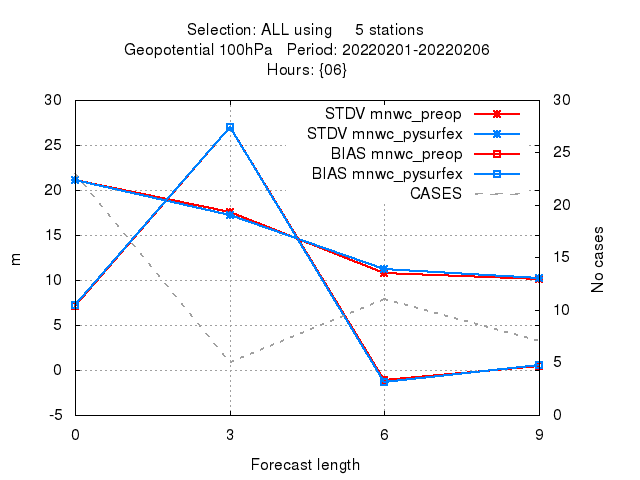 Selection: ALL using     5 stations
Geopotential 100hPa   Period: 20220201-20220206
Hours: {06}
30
25
20
15
10
5
0
-5
m
STDV mnwc_preop
STDV mnwc_pysurfex
BIAS mnwc_preop
BIAS mnwc_pysurfex
CASES
30
25
20
15
10
5
0
No cases
0 3 6 9
Forecast length